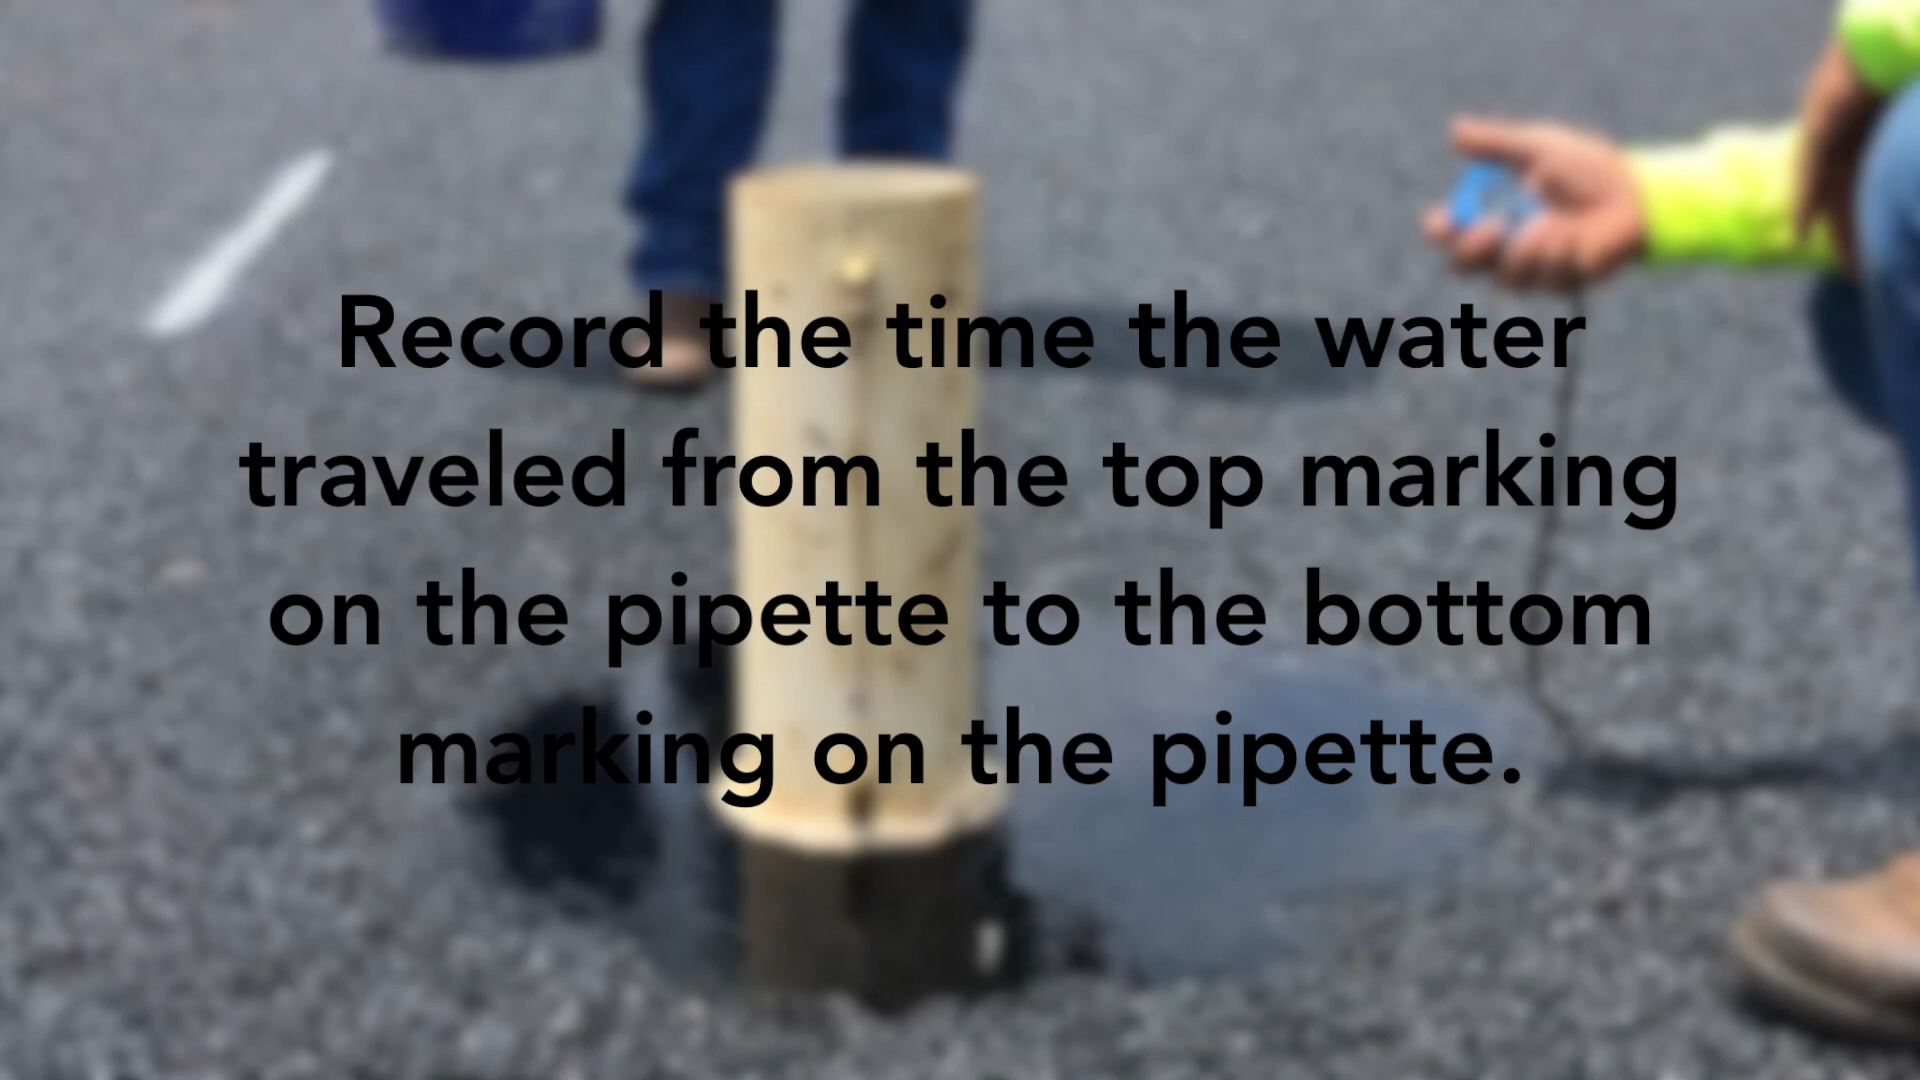 Record the time the water
traveled from the top marking
on the pipette to the bottom
marking on the pipette.